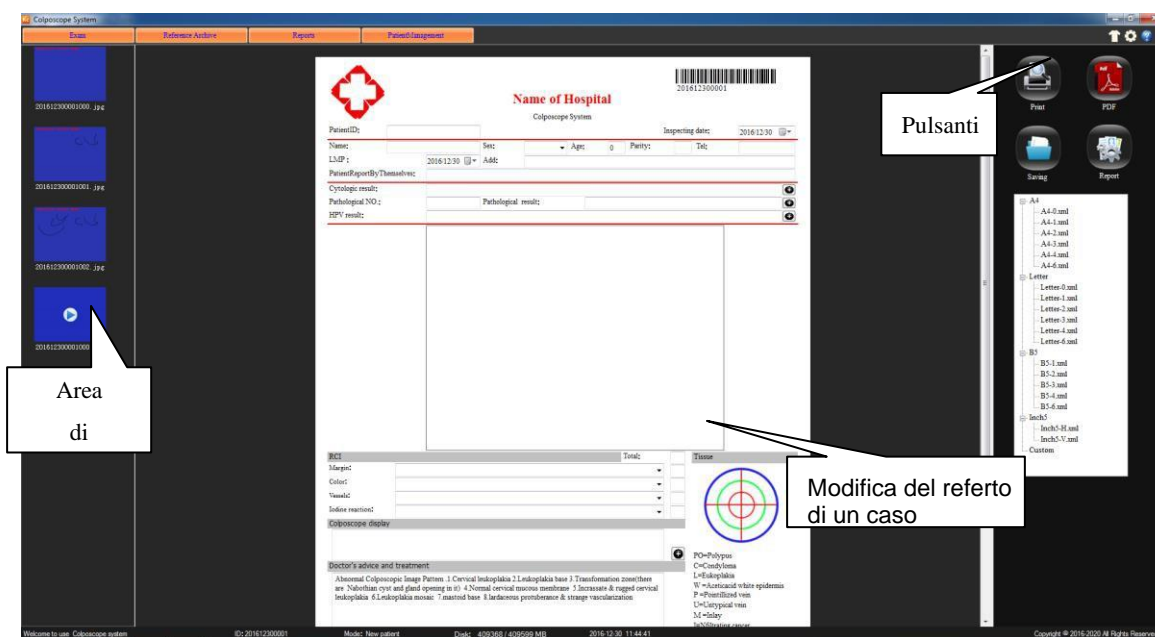 Colposcope System
Exam Reference Archive Reports PatientManagement
201612300001000.jpg
201612300001001.jpg
201612300001002.jpg
201612300001000
Area
di
201612300001
Name of Hospital
Colposcope System
PatientID: Inspecting date: 2016/12/30
Name: Sex: Age: 0 Parity: Tel:
LMP: 2016/12/30 Add:
PatientReportByThemselves:
Cytologic result:
Pathological NO.: Pathological result:
HPV result:
RCI Total: Tissue
Margin:
Color:
Vessels:
Iodine reaction:
Colposcope display
Doctor's advice and treatment
Abnormal Colposcopic Image Pattern .1.Cervical leukoplakia 2.Leukoplakia base 3.Transformation zone(there
are Nabothian cyst and gland opening in it) 4.Normal cervical mucosa membrane 5.Incrassate & rugged cervical
leukoplakia 6.Leukoplakia mosaic 7.mastoid base 8.lardaceous protuberance & strange vascularization
PO=Polypus
C=Condyloma
L=Eukoplakia
W=Aceticacid white epidermis
P=Pointillized vein
U=Untypical vein
M=Inlay
Pulsanti
Print PDF
Saving Report
A4
A4-0.xml
A4-1.xml
A4-2.xml
A4-3.xml
A4-4.xml
A4-6.xml
Letter
Letter-0.xml
Letter-1.xml
Letter-2.xml
Letter-3.xml
Letter-4.xml
Letter-6.xml
B5
B5-1.xml
B5-2.xml
B5-3.xml
B5-4.xml
B5-6.xml
Inch5
Inch5-H.xml
Inch5-V.xml
Custom
Modifica del referto
di un caso
Welcome to use Colposcope system ID: 201612300001 Mode: New patient Disk: 409368 / 409599 MB 2016-12-30 11:44:41 Copyright © 2016-2020 All Rights Reserve